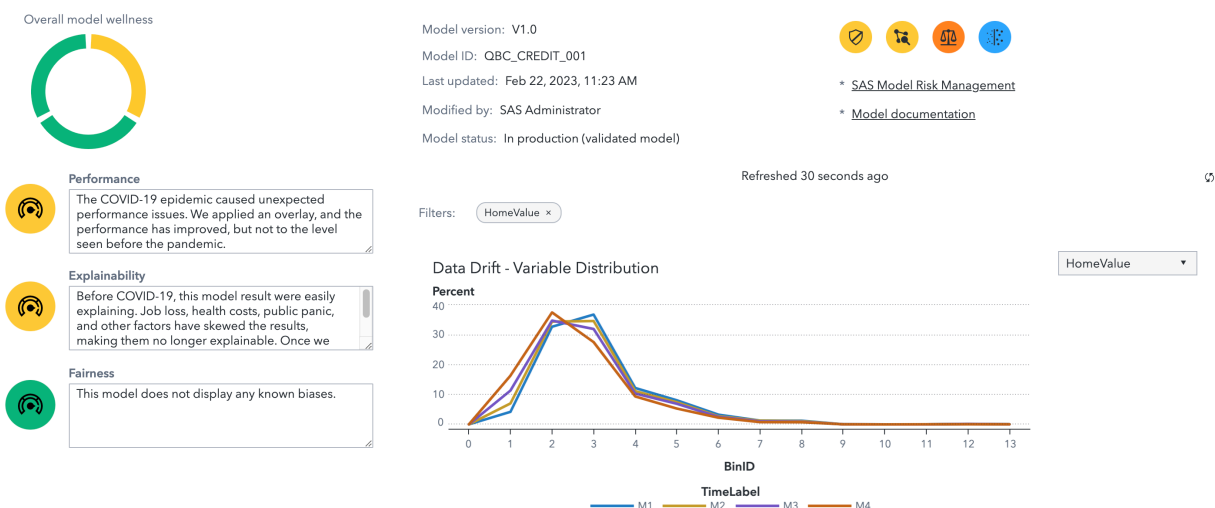 Overall model wellness
Model version: V1.0
Model ID: QBC_CREDIT_001
Last updated: Feb 22, 2023, 11:23 AM
Modified by: SAS Administrator
Model status: In production (validated model)
* SAS Model Risk Management
* Model documentation
Refreshed 30 seconds ago
Performance
The COVID-19 epidemic caused unexpected
performance issues. We applied an overlay, and the
performance has improved, but not to the level
seen before the pandemic.
Explainability
Before COVID-19, this model result were easily
explaining. Job loss, health costs, public panic,
and other factors have skewed the results,
making them no longer explainable. Once we
Fairness
This model does not display any known biases.
Filters: HomeValue ×
Data Drift - Variable Distribution
HomeValue ▼
Percent
40
30
20
10
0
0 1 2 3 4 5 6 7 8 9 10 11 12 13
BinID
TimeLabel
M1 M2 M3 M4